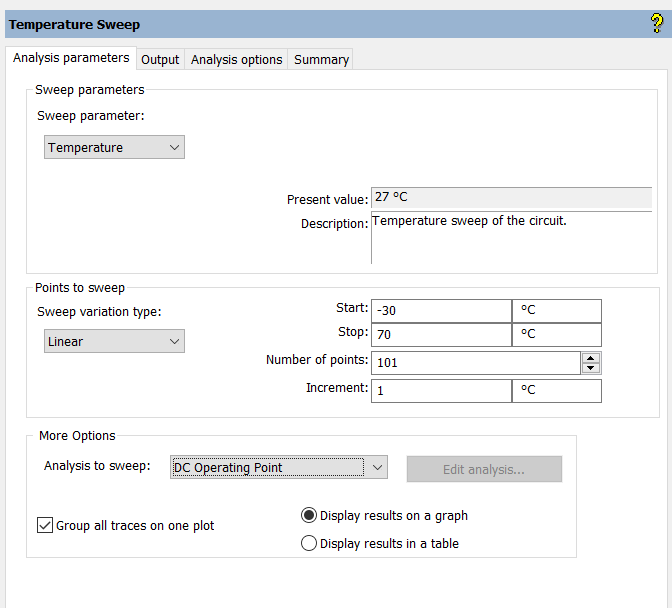 Temperature Sweep
?
Analysis parameters Output Analysis options Summary
Sweep parameters
Sweep parameter:
Temperature
Present value: 27 °C
Description: Temperature sweep of the circuit.
Points to sweep
Sweep variation type:
Linear
Start: -30 °C
Stop: 70 °C
Number of points: 101
Increment: 1 °C
More Options
Analysis to sweep: DC Operating Point Edit analysis...
Group all traces on one plot
Display results on a graph
Display results in a table